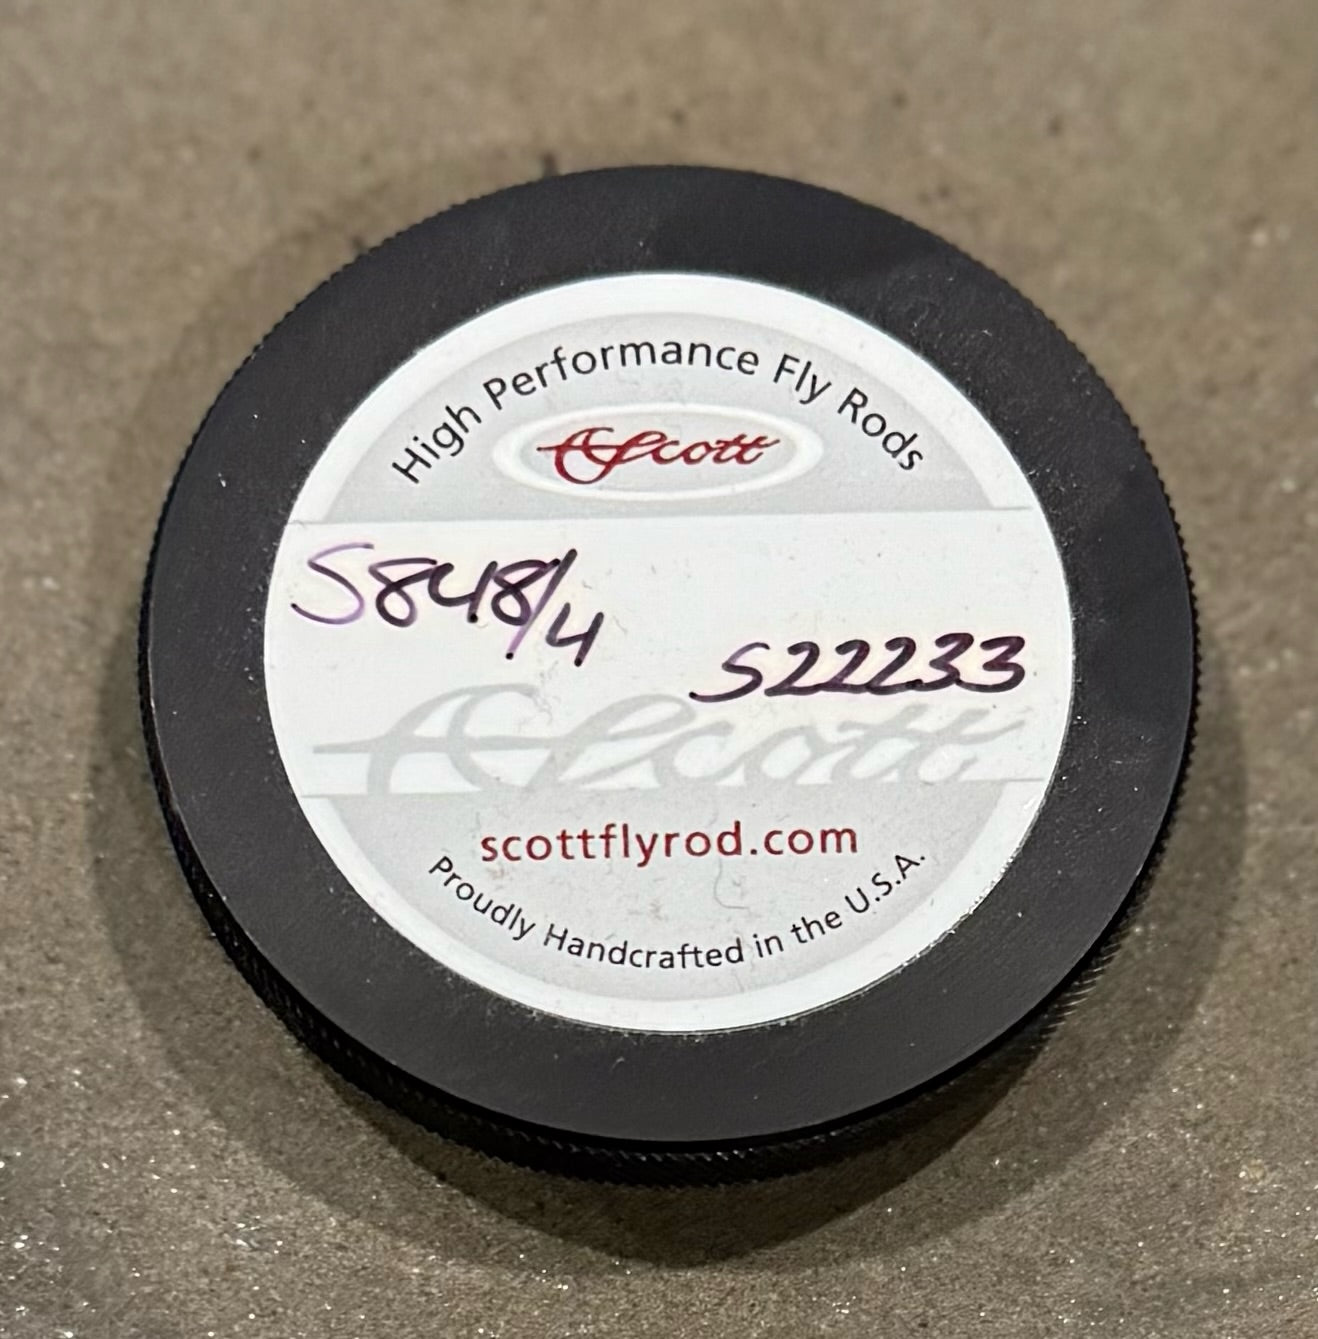 High Performance Fly Rods
Scott
S848/4
S22233
Scott
scottflyrod.com
Proudly Handcrafted in the U.S.A.